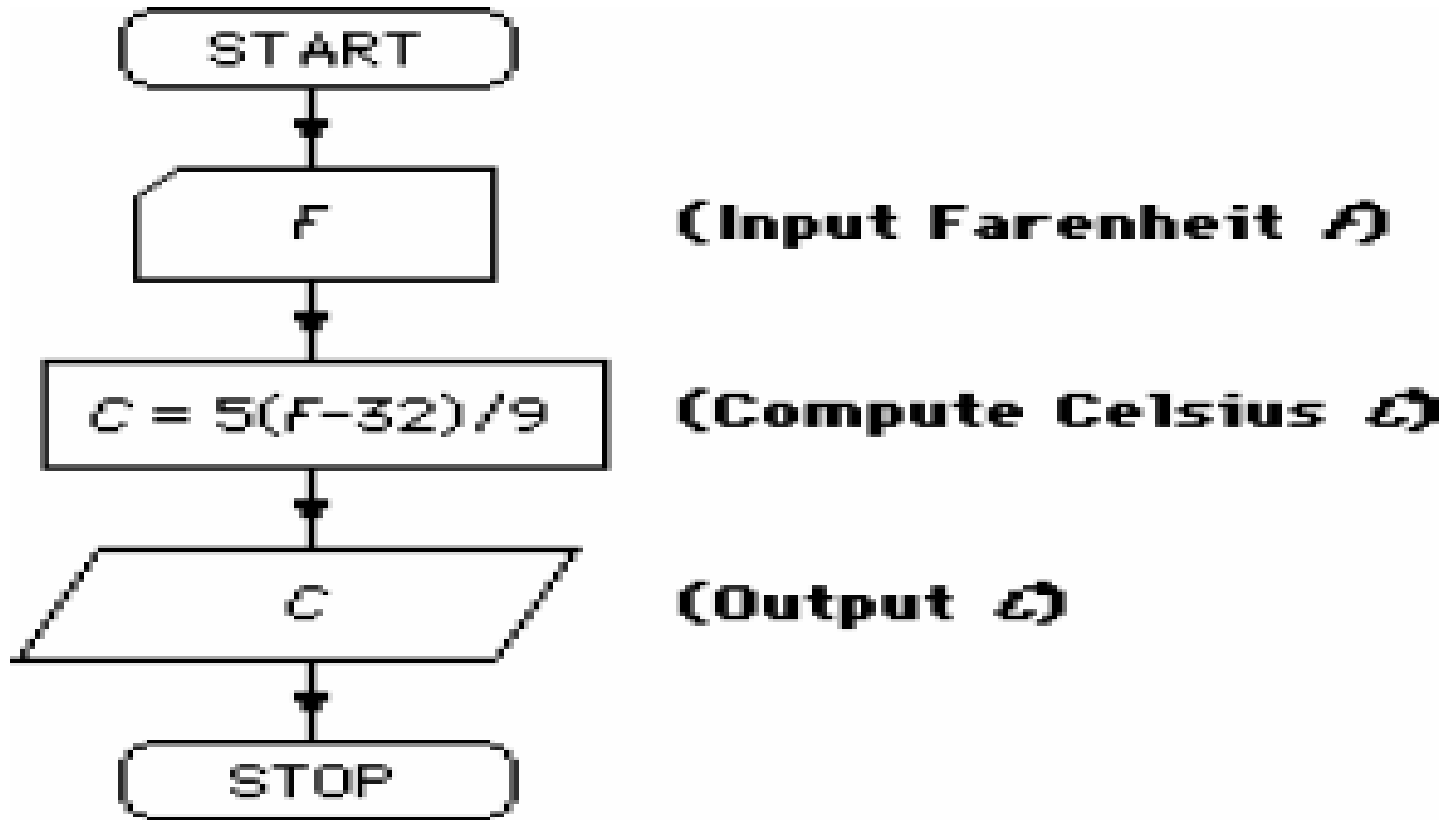 START
F
(Input Farenheit F)
C = 5(F-32)/9
(Compute Celsius C)
C
(Output C)
STOP